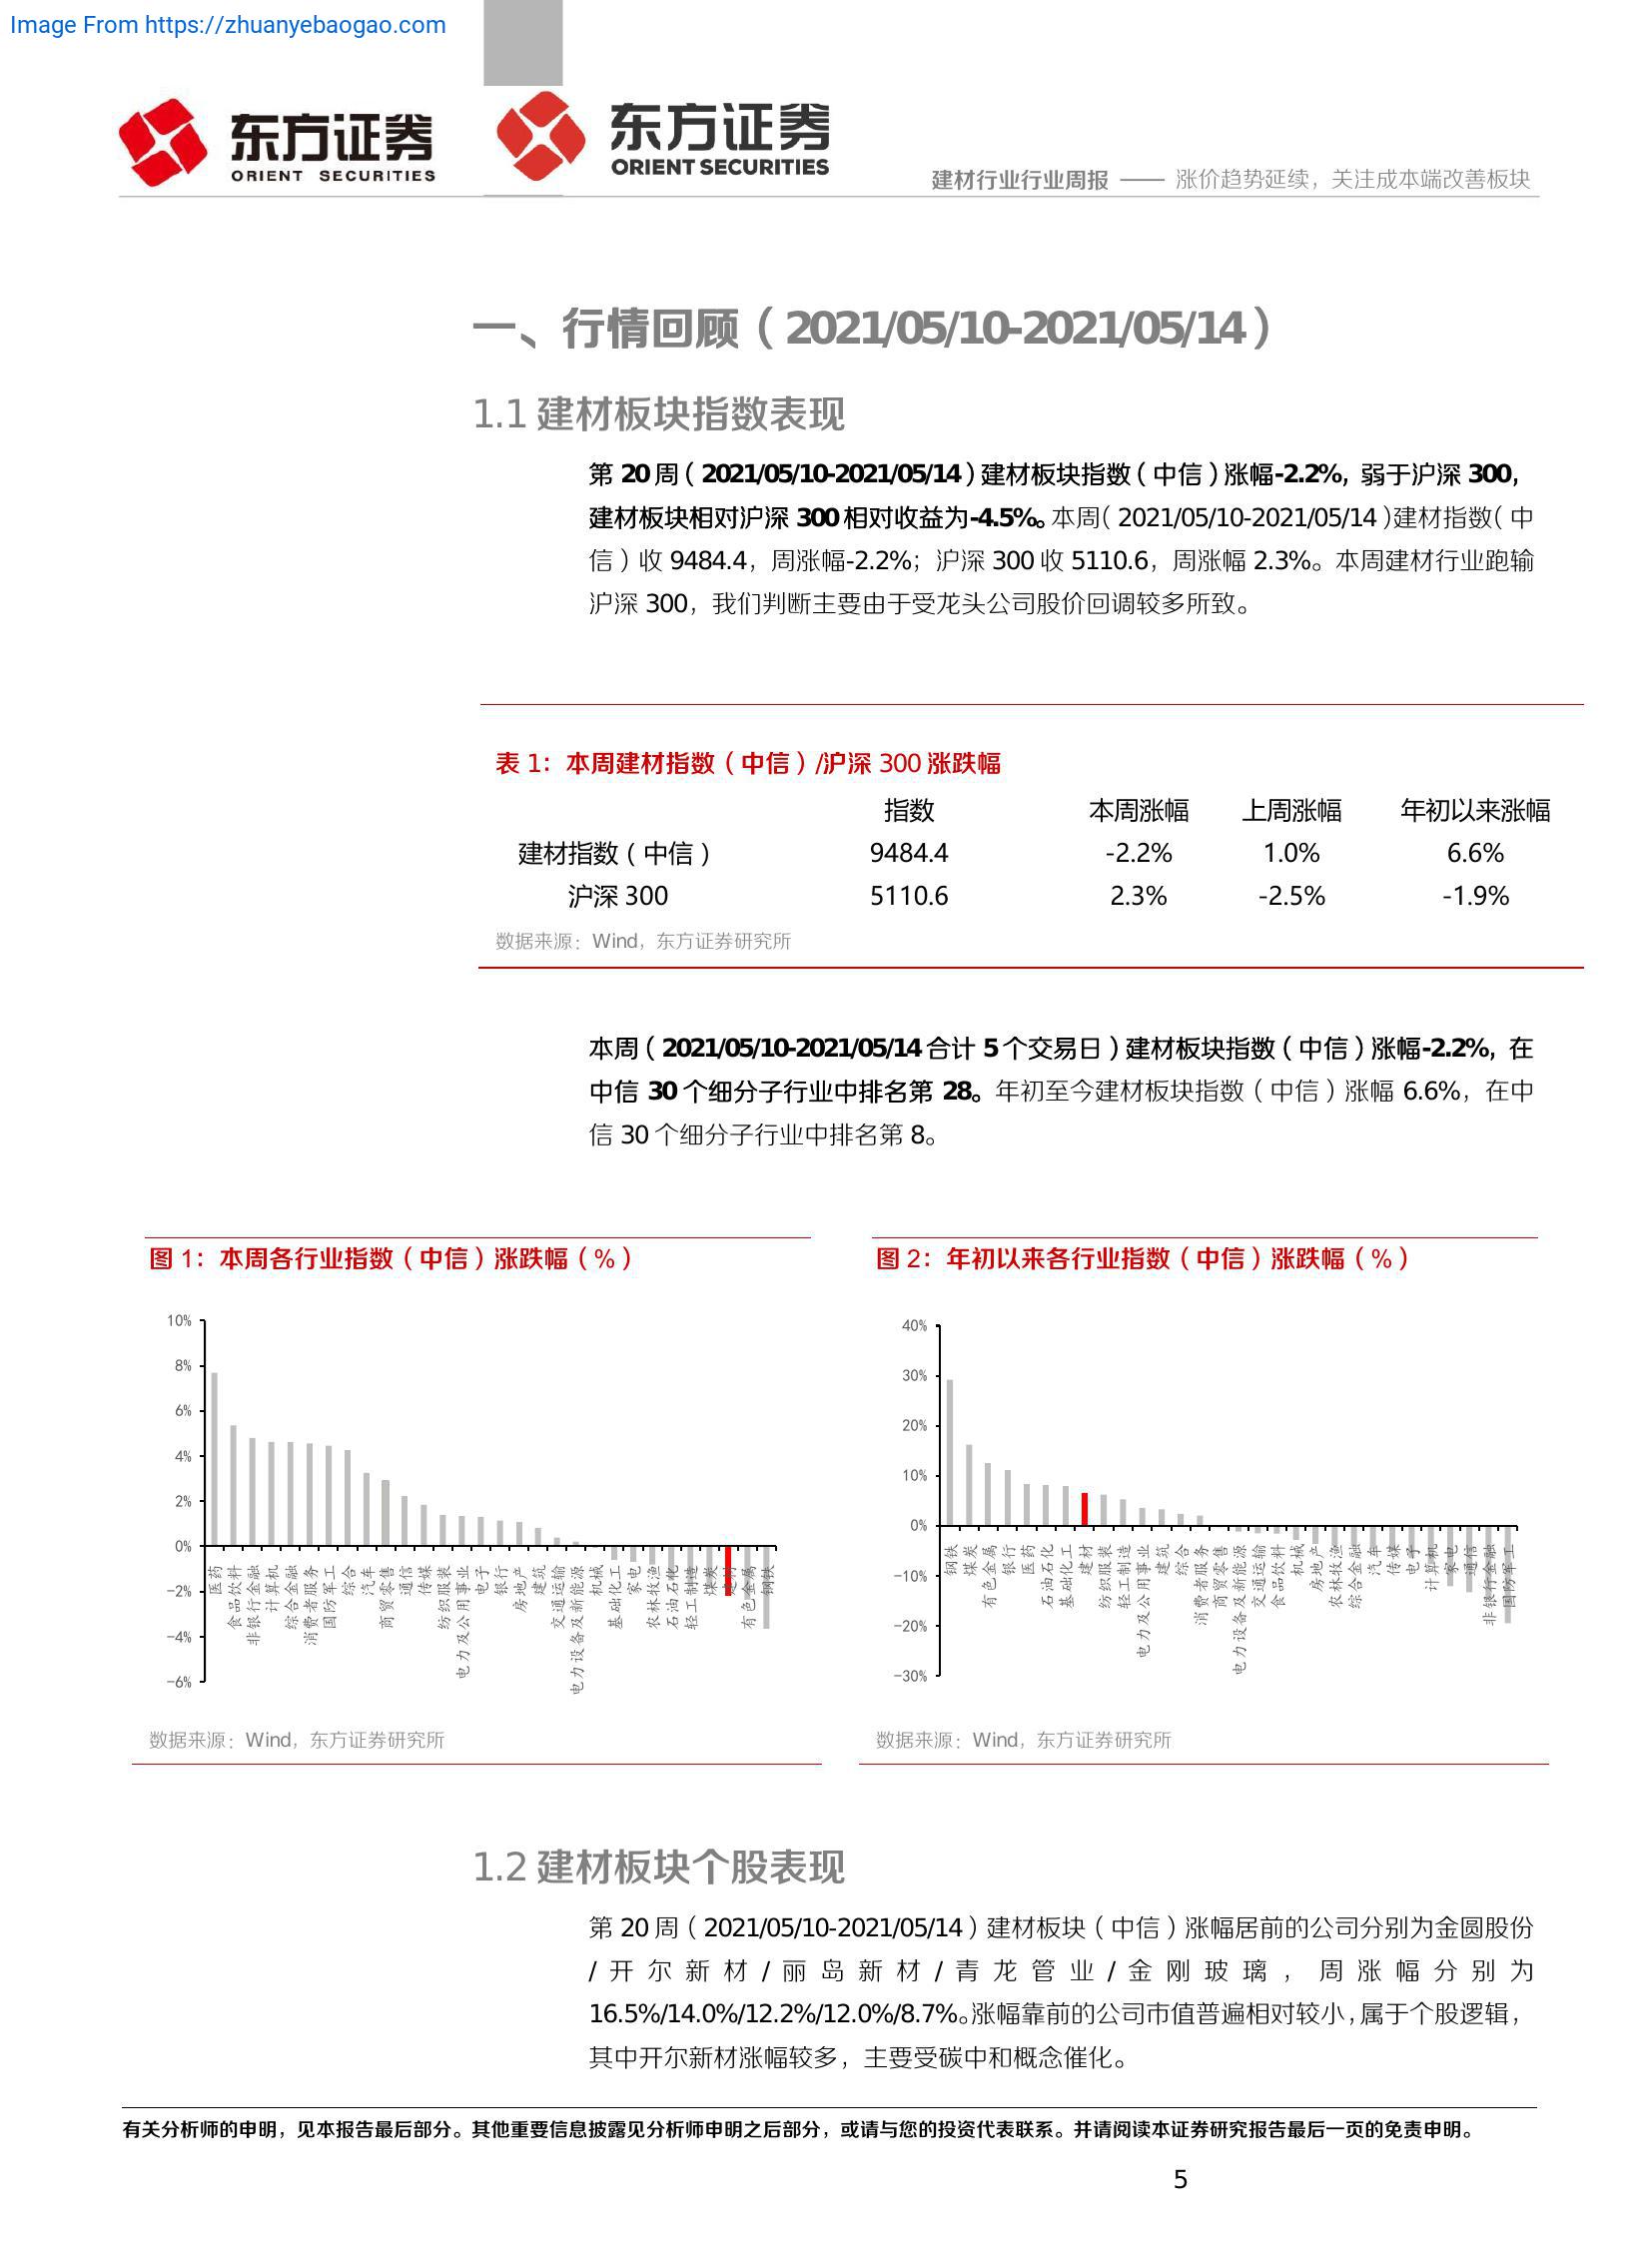 Image From https://zhuanyebaogao.com
东方证券
ORIENT SECURITIES
东方证券
ORIENT SECURITIES
建材行业行业周报 —— 涨价趋势延续，关注成本端改善板块
一、行情回顾（2021/05/10-2021/05/14）
1.1 建材板块指数表现
第 20 周（2021/05/10-2021/05/14）建材板块指数（中信）涨幅-2.2%，弱于沪深 300，
建材板块相对沪深 300 相对收益为-4.5%。本周（2021/05/10-2021/05/14）建材指数（中
信）收 9484.4，周涨幅-2.2%；沪深 300 收 5110.6，周涨幅 2.3%。本周建材行业跑输
沪深 300，我们判断主要由于受龙头公司股价回调较多所致。
表 1：本周建材指数（中信）/沪深 300 涨跌幅
指数 本周涨幅 上周涨幅 年初以来涨幅
建材指数（中信） 9484.4 -2.2% 1.0% 6.6%
沪深 300 5110.6 2.3% -2.5% -1.9%
数据来源：Wind，东方证券研究所
本周（2021/05/10-2021/05/14 合计 5 个交易日）建材板块指数（中信）涨幅-2.2%，在
中信 30 个细分子行业中排名第 28。年初至今建材板块指数（中信）涨幅 6.6%，在中
信 30 个细分子行业中排名第 8。
图 1：本周各行业指数（中信）涨跌幅（%）
10%
8%
6%
4%
2%
0%
-2%
-4%
-6%
医药
食品饮料
非银行金融
计算机
综合金融
消费者服务
国防军工
综合
汽车
商贸零售
通信
传媒
纺织服装
电力及公用事业
电子
银行
房地产
建筑
交通运输
电力设备及新能源
机械
基础化工
家电
农林牧渔
石油石化
轻工制造
煤炭
建材
有色金属
钢铁
数据来源：Wind，东方证券研究所
图 2：年初以来各行业指数（中信）涨跌幅（%）
40%
30%
20%
10%
0%
-10%
-20%
-30%
钢铁
煤炭
有色金属
银行
医药
石油石化
基础化工
建材
纺织服装
轻工制造
电力及公用事业
建筑
综合
消费者服务
商贸零售
电力设备及新能源
交通运输
食品饮料
机械
房地产
农林牧渔
综合金融
汽车
传媒
电子
计算机
家电
通信
非银行金融
国防军工
数据来源：Wind，东方证券研究所
1.2 建材板块个股表现
第 20 周（2021/05/10-2021/05/14）建材板块（中信）涨幅居前的公司分别为金圆股份
/开尔新材/丽岛新材/青龙管业/金刚玻璃，周涨幅分别为
16.5%/14.0%/12.2%/12.0%/8.7%。涨幅靠前的公司市值普遍相对较小，属于个股逻辑，
其中开尔新材涨幅较多，主要受碳中和概念催化。
有关分析师的申明，见本报告最后部分。其他重要信息披露见分析师申明之后部分，或请与您的投资代表联系。并请阅读本证券研究报告最后一页的免责申明。
5